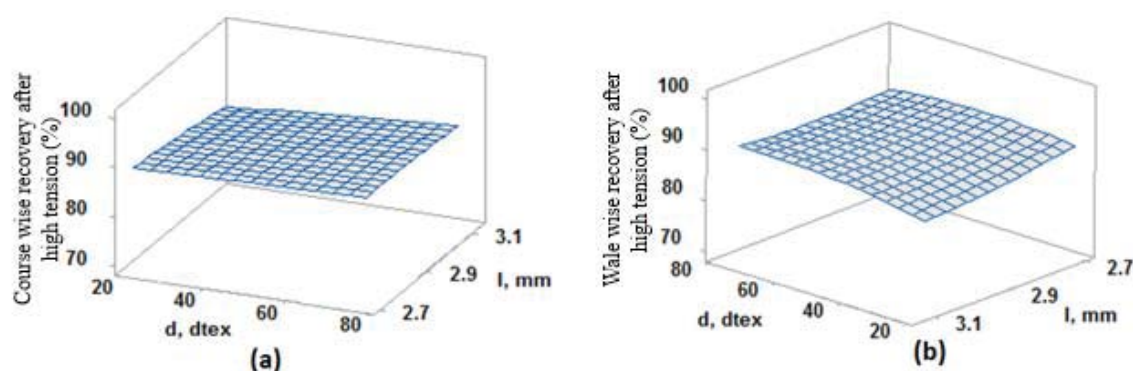 Course wise recovery after
high tension (%)
100
90
80
70
20
40
60
80
d, dtex
2.7
2.9
3.1
l, mm
(a)
Wale wise recovery after
high tension (%)
100
90
80
70
80
60
40
20
d, dtex
3.1
2.9
2.7
l, mm
(b)